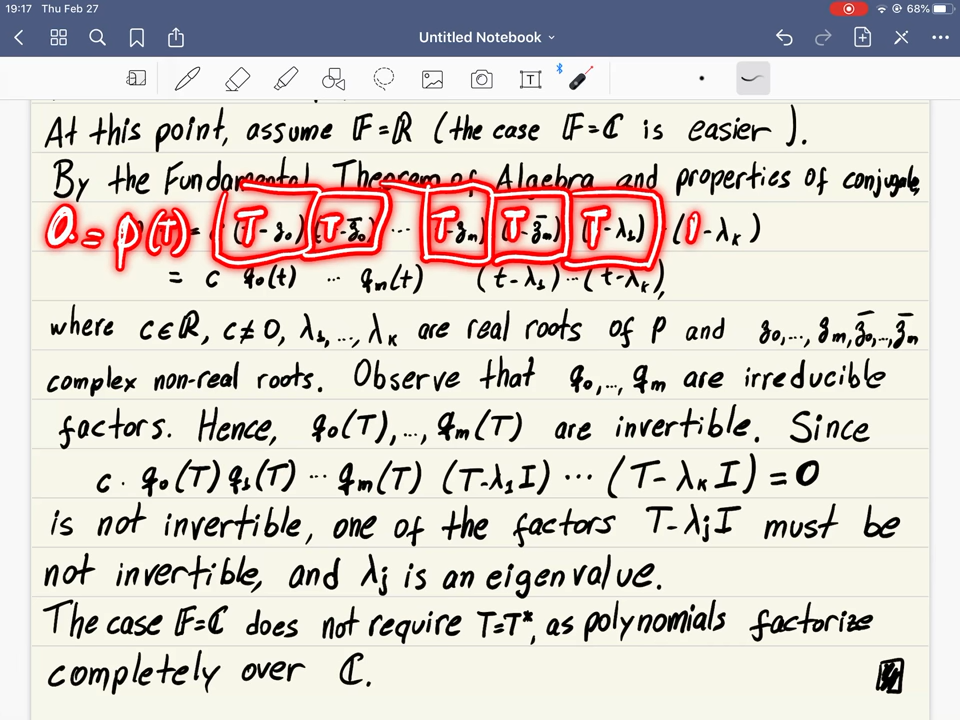 19:17 Thu Feb 27 68%
Untitled Notebook
At this point, assume 𝔽=ℝ (the case 𝔽=ℂ is easier).
By the Fundamental Theorem of Algebra and properties of conjugate,
0 = p(T) = (T-z₀)(T-z̄₀) ... (T-zₘ)(T-z̄ₘ)(T-λ₁) (-λₖ)
= c q₀(t) ... qₘ(t) (t-λ₁)...(t-λₖ),
where c∈ℝ, c≠0, λ₁,...,λₖ are real roots of p and z₀,...,zₘ,z̄₀,...,z̄ₘ
complex non-real roots. Observe that q₀,...,qₘ are irreducible
factors. Hence, q₀(T),...,qₘ(T) are invertible. Since
c · q₀(T) q₁(T) ... qₘ(T) (T-λ₁I) ... (T-λₖI) = 0
is not invertible, one of the factors T-λⱼI must be
not invertible, and λⱼ is an eigenvalue.
The case 𝔽=ℂ does not require T=T*, as polynomials factorize
completely over ℂ.